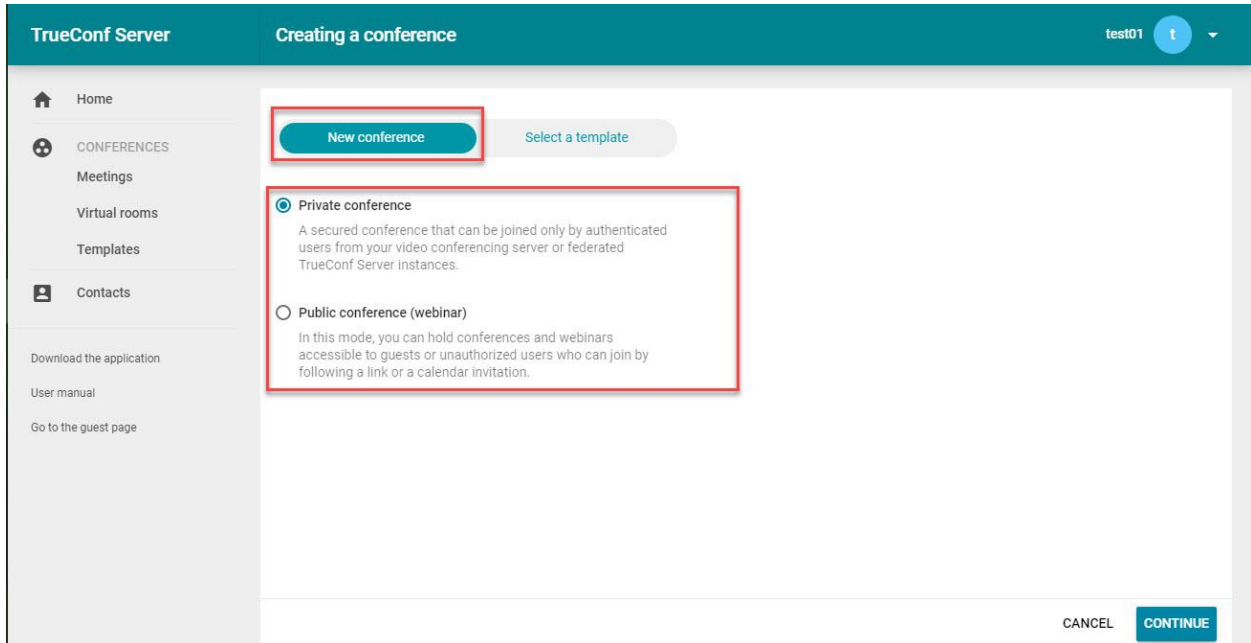 TrueConf Server
Creating a conference
test01
t
Home
CONFERENCES
Meetings
Virtual rooms
Templates
Contacts
Download the application
User manual
Go to the guest page
New conference
Select a template
Private conference
A secured conference that can be joined only by authenticated
users from your video conferencing server or federated
TrueConf Server instances.
Public conference (webinar)
In this mode, you can hold conferences and webinars
accessible to guests or unauthorized users who can join by
following a link or a calendar invitation.
CANCEL
CONTINUE